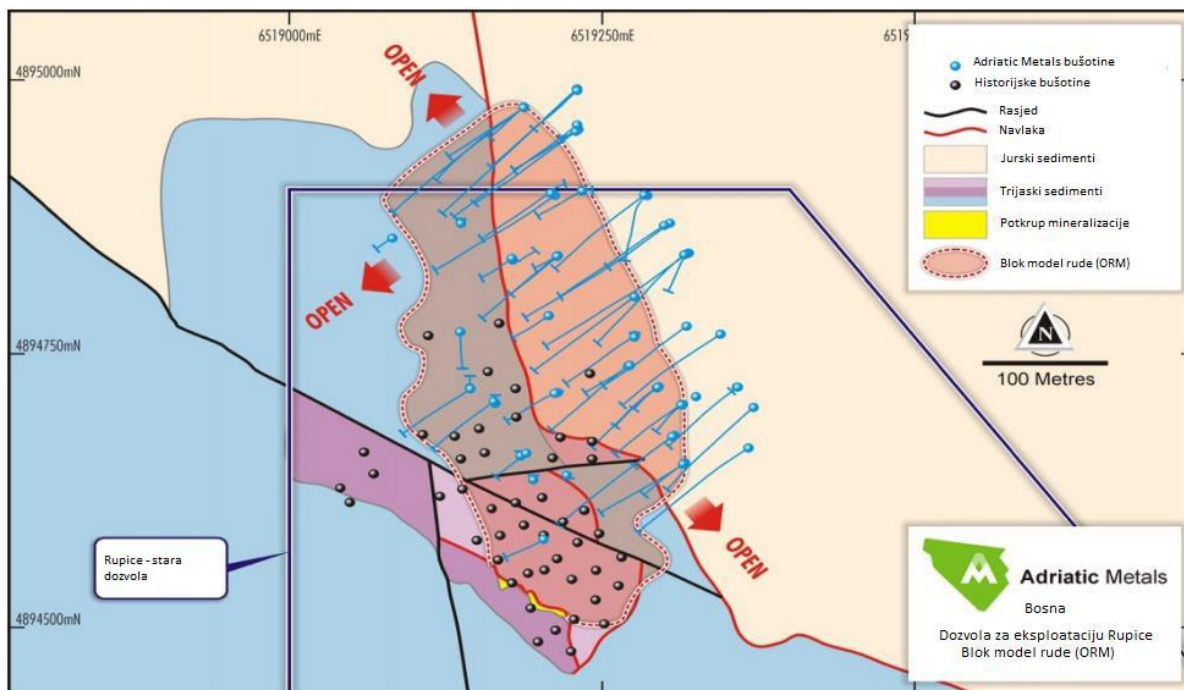 6519000mE
6519250mE
4895000mN
4894750mN
4894500mN
OPEN
OPEN
OPEN
Adriatic Metals bušotine
Historijske bušotine
Rasjed
Navlaka
Jurski sedimenti
Trijaski sedimenti
Potkrup mineralizacije
Blok model rude (ORM)
N
100 Metres
Rupice - stara
dozvola
Adriatic Metals
Bosna
Dozvola za eksploataciju Rupice
Blok model rude (ORM)